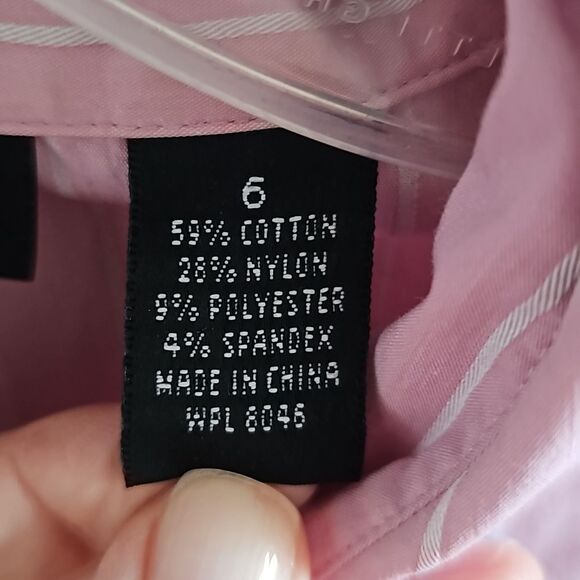 6
59% COTTON
28% NYLON
9% POLYESTER
4% SPANDEX
MADE IN CHINA
WPL 8046